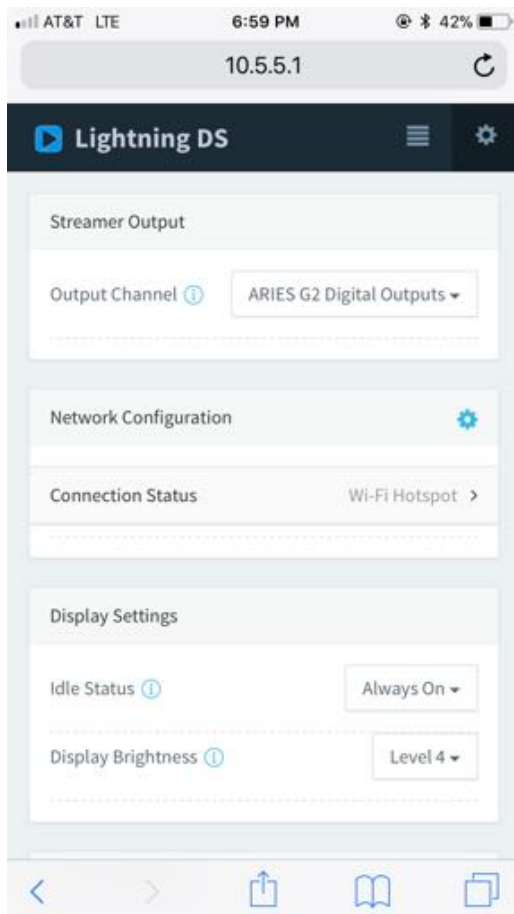 AT&T LTE 6:59 PM 42%
10.5.5.1
Lightning DS
Streamer Output
Output Channel ARIES G2 Digital Outputs
Network Configuration
Connection Status Wi-Fi Hotspot
Display Settings
Idle Status Always On
Display Brightness Level 4